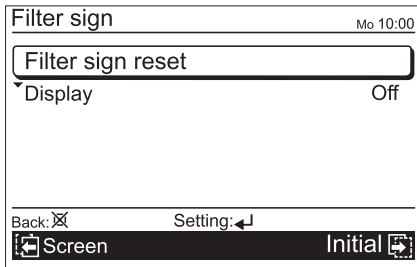 Filter sign Mo 10:00
Filter sign reset
Display Off
Back: Setting:
Screen Initial